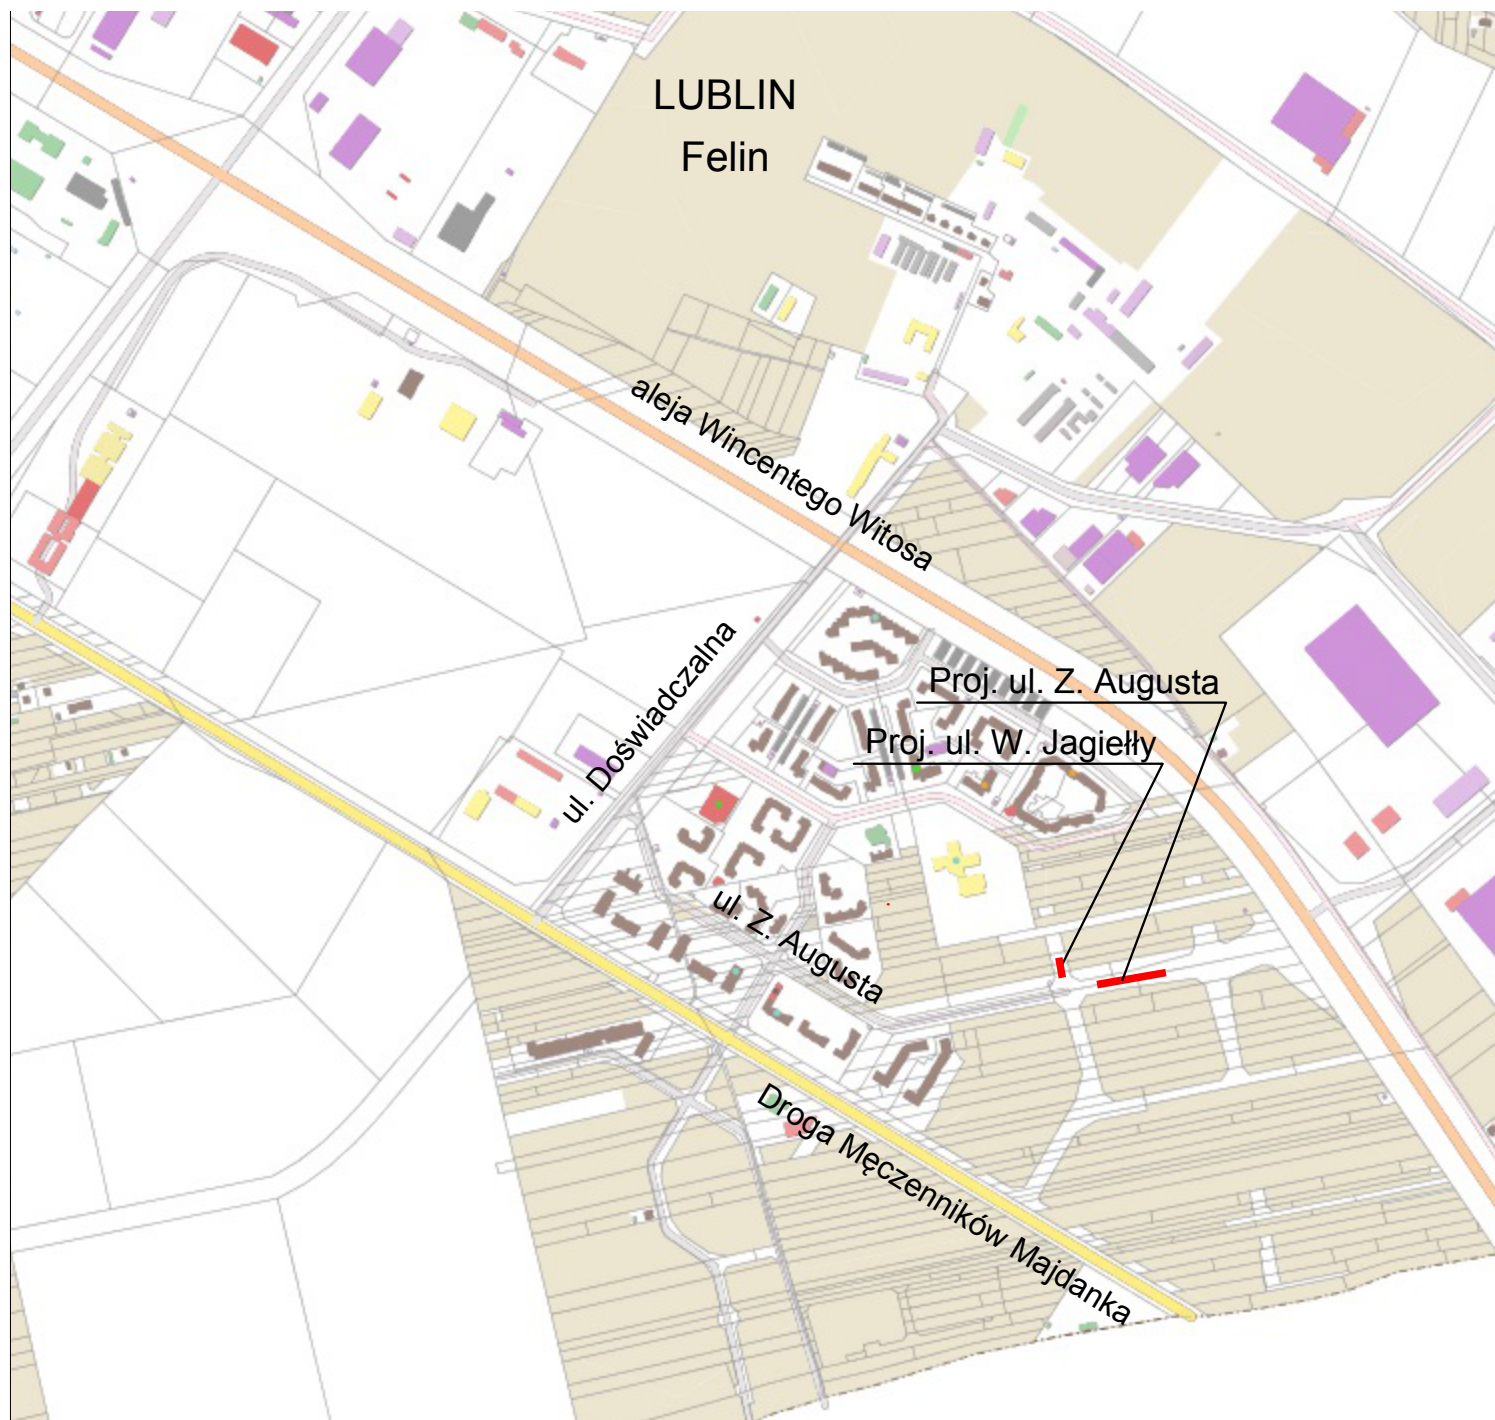 LUBLIN
Felin
aleja Wincentego Witosa
ul. Doświadczalna
Proj. ul. Z. Augusta
Proj. ul. W. Jagiełły
ul. Z. Augusta
Droga Męczenników Majdanka